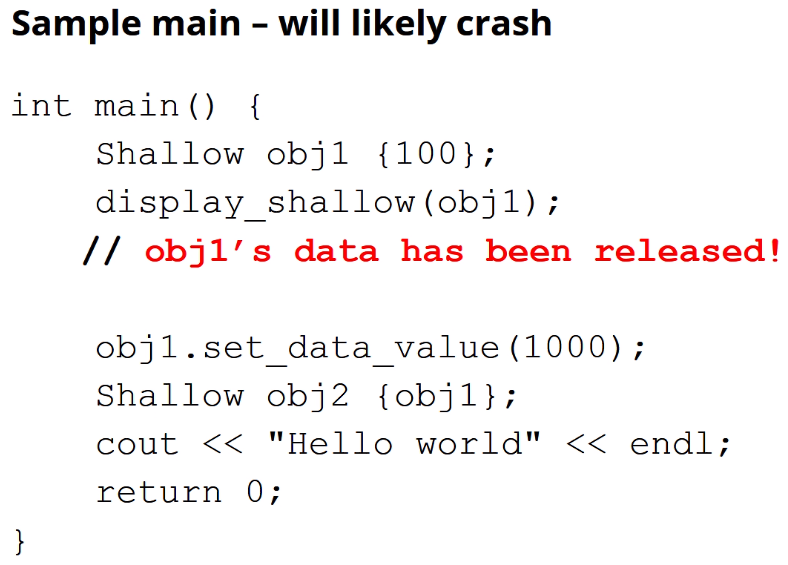 Sample main – will likely crash
int main() {
Shallow obj1 {100};
display_shallow(obj1);
// obj1’s data has been released!
obj1.set_data_value(1000);
Shallow obj2 {obj1};
cout << "Hello world" << endl;
return 0;
}